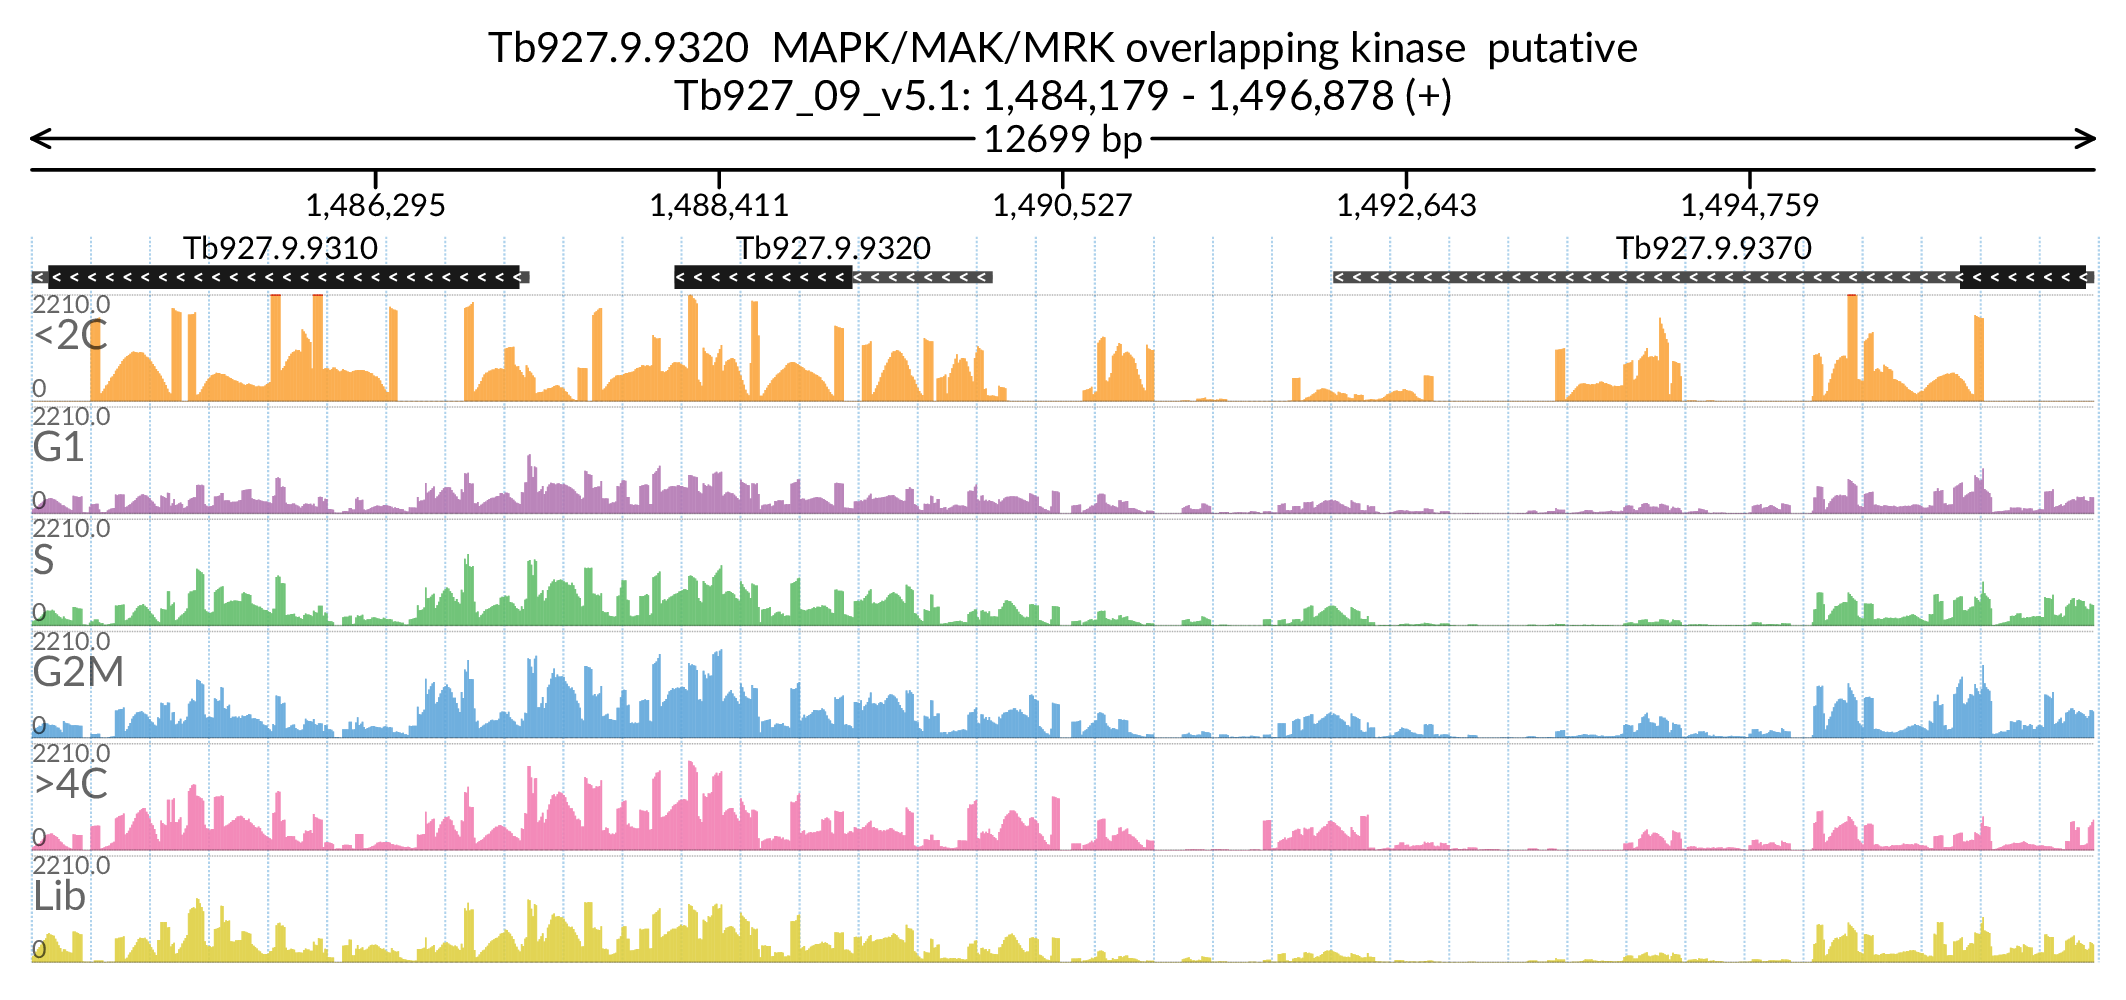 Tb927.9.9320  MAPK/MAK/MRK overlapping kinase  putative
Tb927_09_v5.1: 1,484,179 - 1,496,878 (+)
12699 bp
1,486,295 1,488,411 1,490,527 1,492,643 1,494,759
Tb927.9.9310 Tb927.9.9320 Tb927.9.9370
2210.0
<2C
0
2210.0
G1
0
2210.0
S
0
2210.0
G2M
0
2210.0
>4C
0
2210.0
Lib
0